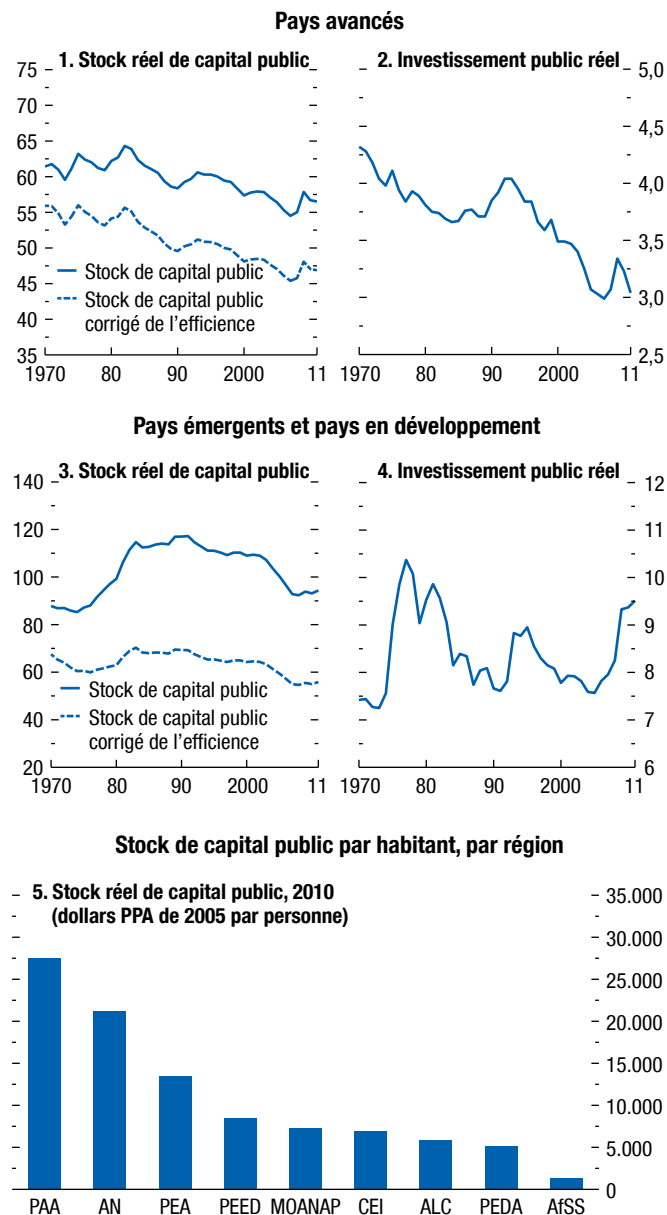 Pays avancés
1. Stock réel de capital public
75
70
65
60
55
50
45
40
35
Stock de capital public
Stock de capital public
corrigé de l’efficience
1970 80 90 2000 11
2. Investissement public réel
5,0
4,5
4,0
3,5
3,0
2,5
1970 80 90 2000 11
Pays émergents et pays en développement
3. Stock réel de capital public
140
120
100
80
60
40
20
Stock de capital public
Stock de capital public
corrigé de l’efficience
1970 80 90 2000 11
4. Investissement public réel
12
11
10
9
8
7
6
1970 80 90 2000 11
Stock de capital public par habitant, par région
5. Stock réel de capital public, 2010
(dollars PPA de 2005 par personne)
35.000
30.000
25.000
20.000
15.000
10.000
5.000
0
PAA AN PEA PEED MOANAP CEI ALC PEDA AfSS